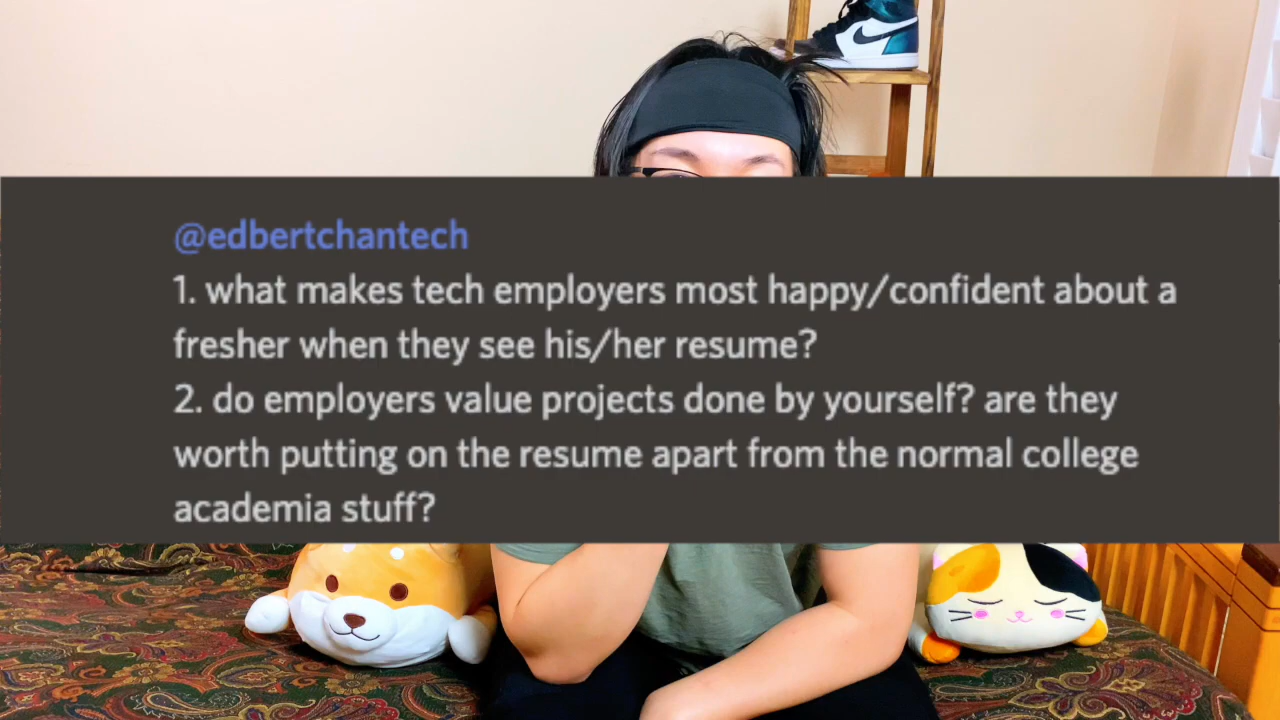 @edbertchantech
1. what makes tech employers most happy/confident about a
fresher when they see his/her resume?
2. do employers value projects done by yourself? are they
worth putting on the resume apart from the normal college
academia stuff?